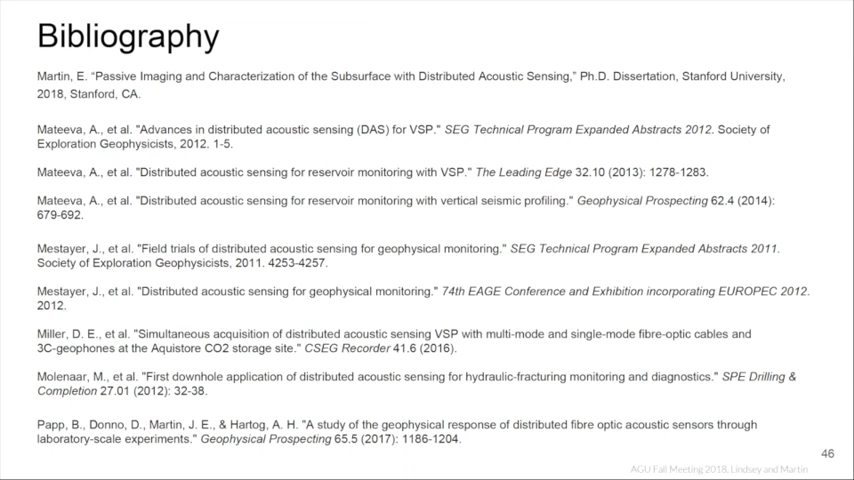 Bibliography
Martin, E. “Passive Imaging and Characterization of the Subsurface with Distributed Acoustic Sensing,” Ph.D. Dissertation, Stanford University,
2018, Stanford, CA.
Mateeva, A., et al. "Advances in distributed acoustic sensing (DAS) for VSP." SEG Technical Program Expanded Abstracts 2012. Society of
Exploration Geophysicists, 2012. 1-5.
Mateeva, A., et al. "Distributed acoustic sensing for reservoir monitoring with VSP." The Leading Edge 32.10 (2013): 1278-1283.
Mateeva, A., et al. "Distributed acoustic sensing for reservoir monitoring with vertical seismic profiling." Geophysical Prospecting 62.4 (2014):
679-692.
Mestayer, J., et al. "Field trials of distributed acoustic sensing for geophysical monitoring." SEG Technical Program Expanded Abstracts 2011.
Society of Exploration Geophysicists, 2011. 4253-4257.
Mestayer, J., et al. "Distributed acoustic sensing for geophysical monitoring." 74th EAGE Conference and Exhibition incorporating EUROPEC 2012.
2012.
Miller, D. E., et al. "Simultaneous acquisition of distributed acoustic sensing VSP with multi-mode and single-mode fibre-optic cables and
3C-geophones at the Aquistore CO2 storage site." CSEG Recorder 41.6 (2016).
Molenaar, M., et al. "First downhole application of distributed acoustic sensing for hydraulic-fracturing monitoring and diagnostics." SPE Drilling &
Completion 27.01 (2012): 32-38.
Papp, B., Donno, D., Martin, J. E., & Hartog, A. H. "A study of the geophysical response of distributed fibre optic acoustic sensors through
laboratory-scale experiments." Geophysical Prospecting 65.5 (2017): 1186-1204.
46
AGU Fall Meeting 2018, Lindsey and Martin